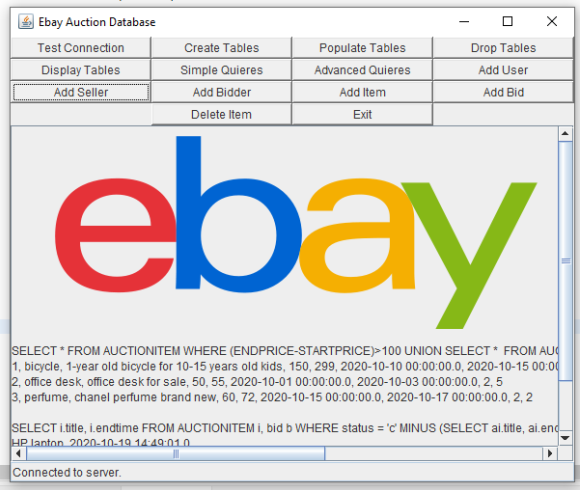 Ebay Auction Database
Test Connection Create Tables Populate Tables Drop Tables
Display Tables Simple Quieres Advanced Quieres Add User
Add Seller Add Bidder Add Item Add Bid
Delete Item Exit
ebay
SELECT * FROM AUCTIONITEM WHERE (ENDPRICE-STARTPRICE)>100 UNION SELECT * FROM AUC
1, bicycle, 1-year old bicycle for 10-15 years old kids, 150, 299, 2020-10-10 00:00:00.0, 2020-10-15 00:00
2, office desk, office desk for sale, 50, 55, 2020-10-01 00:00:00.0, 2020-10-03 00:00:00.0, 2, 5
3, perfume, chanel perfume brand new, 60, 72, 2020-10-15 00:00:00.0, 2020-10-17 00:00:00.0, 2, 2
SELECT i.title, i.endtime FROM AUCTIONITEM i, bid b WHERE status = 'c' MINUS (SELECT ai.title, ai.end
HP laptop, 2020-10-19 14:49:01.0
Connected to server.